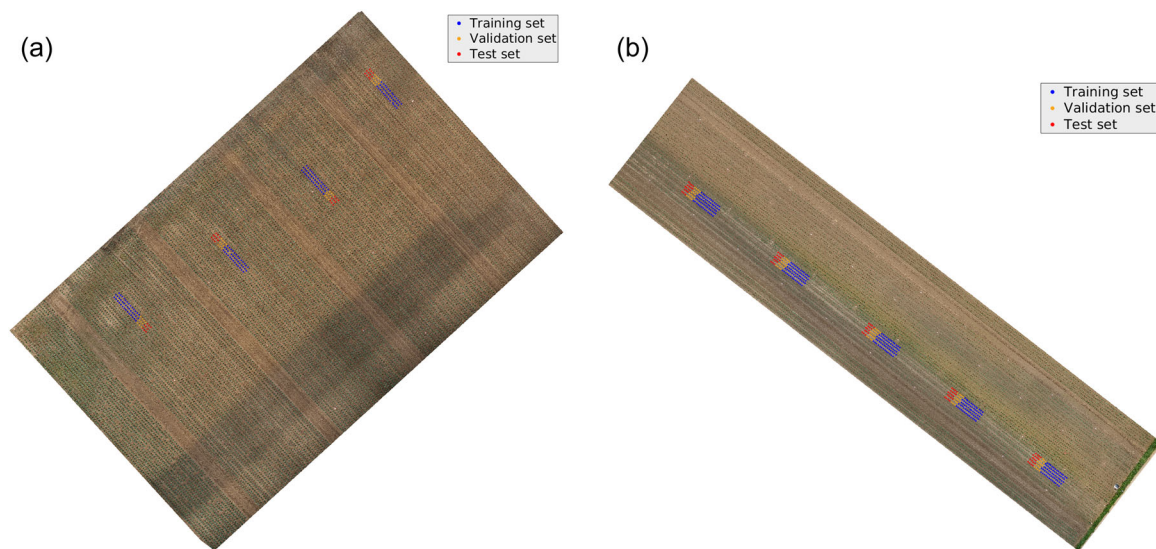 (a)
Training set
Validation set
Test set
(b)
Training set
Validation set
Test set